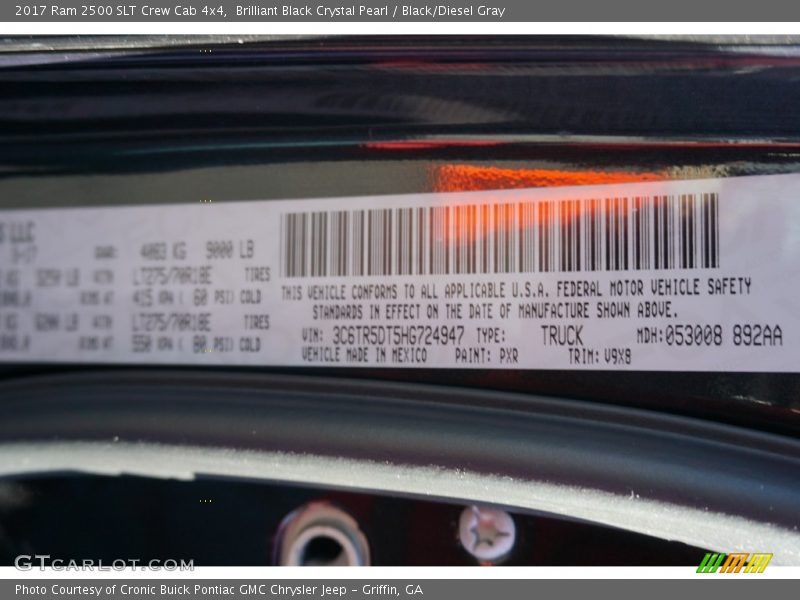 2017 Ram 2500 SLT Crew Cab 4x4,  Brilliant Black Crystal Pearl / Black/Diesel Gray
LLC
4063 KG 9000 LB
LT275/70R18E TIRES
415 KPA ( 60 PSI) COLD
LT275/70R18E TIRES
550 KPA ( 80 PSI) COLD
THIS VEHICLE CONFORMS TO ALL APPLICABLE U.S.A. FEDERAL MOTOR VEHICLE SAFETY
STANDARDS IN EFFECT ON THE DATE OF MANUFACTURE SHOWN ABOVE.
VIN: 3C6TR5DT5HG724947 TYPE: TRUCK MDH:053008 892AA
VEHICLE MADE IN MEXICO PAINT: PXR TRIM: V9X8
GTCARLOT.COM
Photo Courtesy of Cronic Buick Pontiac GMC Chrysler Jeep - Griffin, GA